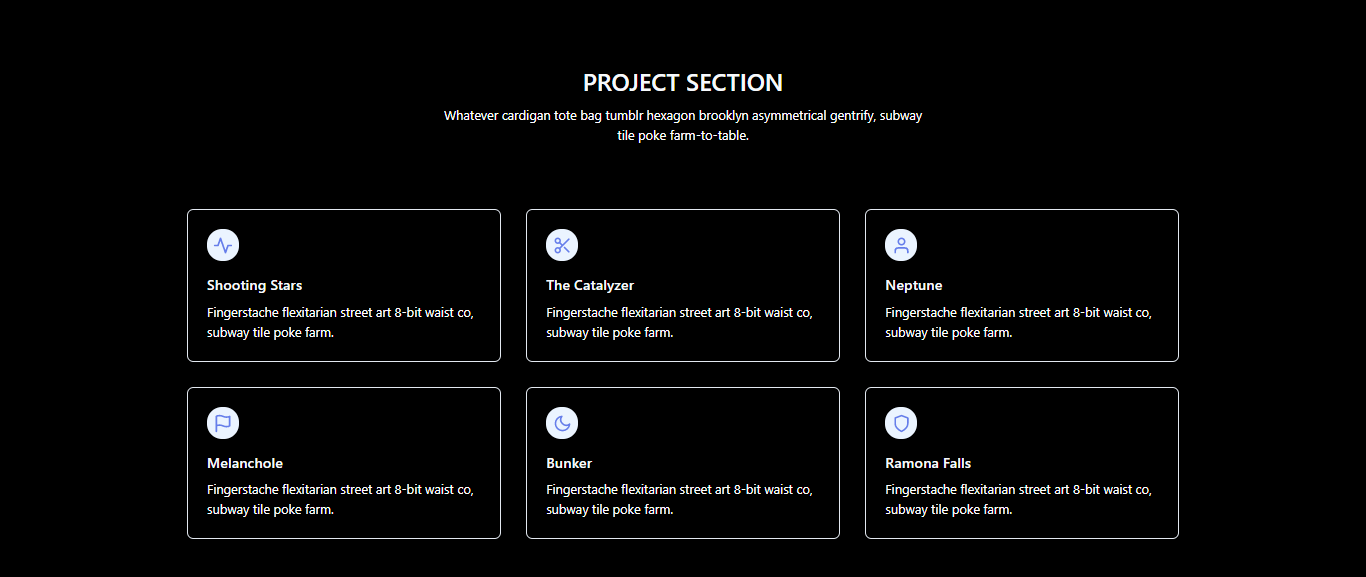 PROJECT SECTION
Whatever cardigan tote bag tumblr hexagon brooklyn asymmetrical gentrify, subway
tile poke farm-to-table.
Shooting Stars
Fingerstache flexitarian street art 8-bit waist co,
subway tile poke farm.
The Catalyzer
Fingerstache flexitarian street art 8-bit waist co,
subway tile poke farm.
Neptune
Fingerstache flexitarian street art 8-bit waist co,
subway tile poke farm.
Melanchole
Fingerstache flexitarian street art 8-bit waist co,
subway tile poke farm.
Bunker
Fingerstache flexitarian street art 8-bit waist co,
subway tile poke farm.
Ramona Falls
Fingerstache flexitarian street art 8-bit waist co,
subway tile poke farm.